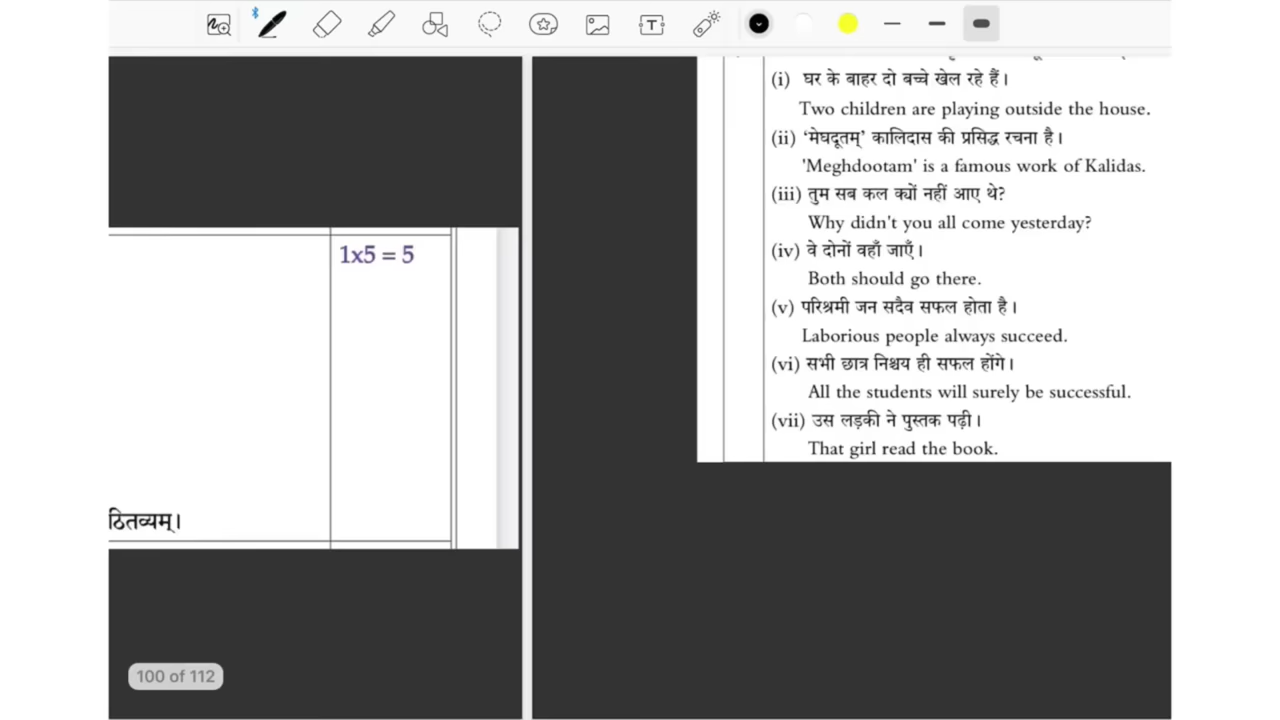 1x5 = 5
ठितव्यम्।
100 of 112
(i) घर के बाहर दो बच्चे खेल रहे हैं।
Two children are playing outside the house.
(ii) ‘मेघदूतम्’ कालिदास की प्रसिद्ध रचना है।
'Meghdootam' is a famous work of Kalidas.
(iii) तुम सब कल क्यों नहीं आए थे?
Why didn't you all come yesterday?
(iv) वे दोनों वहाँ जाएँ।
Both should go there.
(v) परिश्रमी जन सदैव सफल होता है।
Laborious people always succeed.
(vi) सभी छात्र निश्चय ही सफल होंगे।
All the students will surely be successful.
(vii) उस लड़की ने पुस्तक पढ़ी।
That girl read the book.